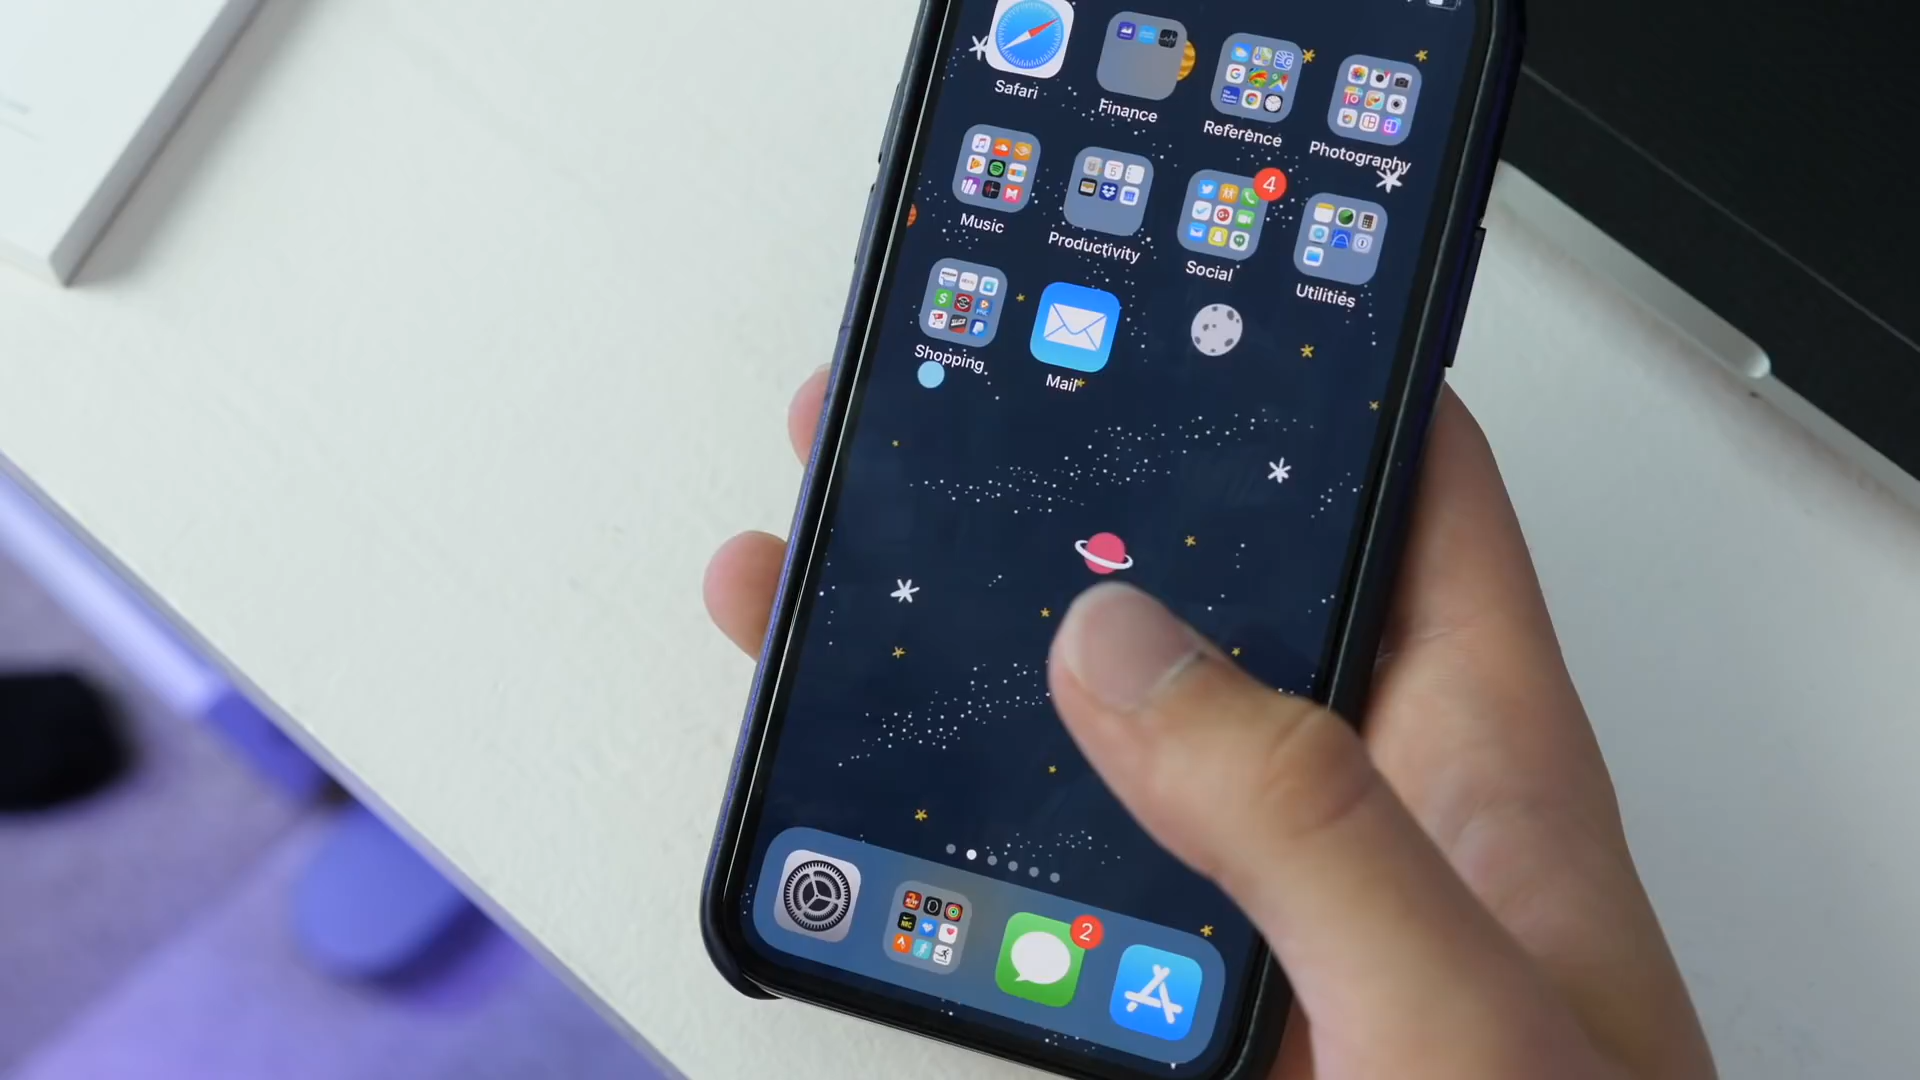 Safari
Finance
Reference
Photography
Music
Productivity
Social
4
Utilities
Shopping
Mail
2